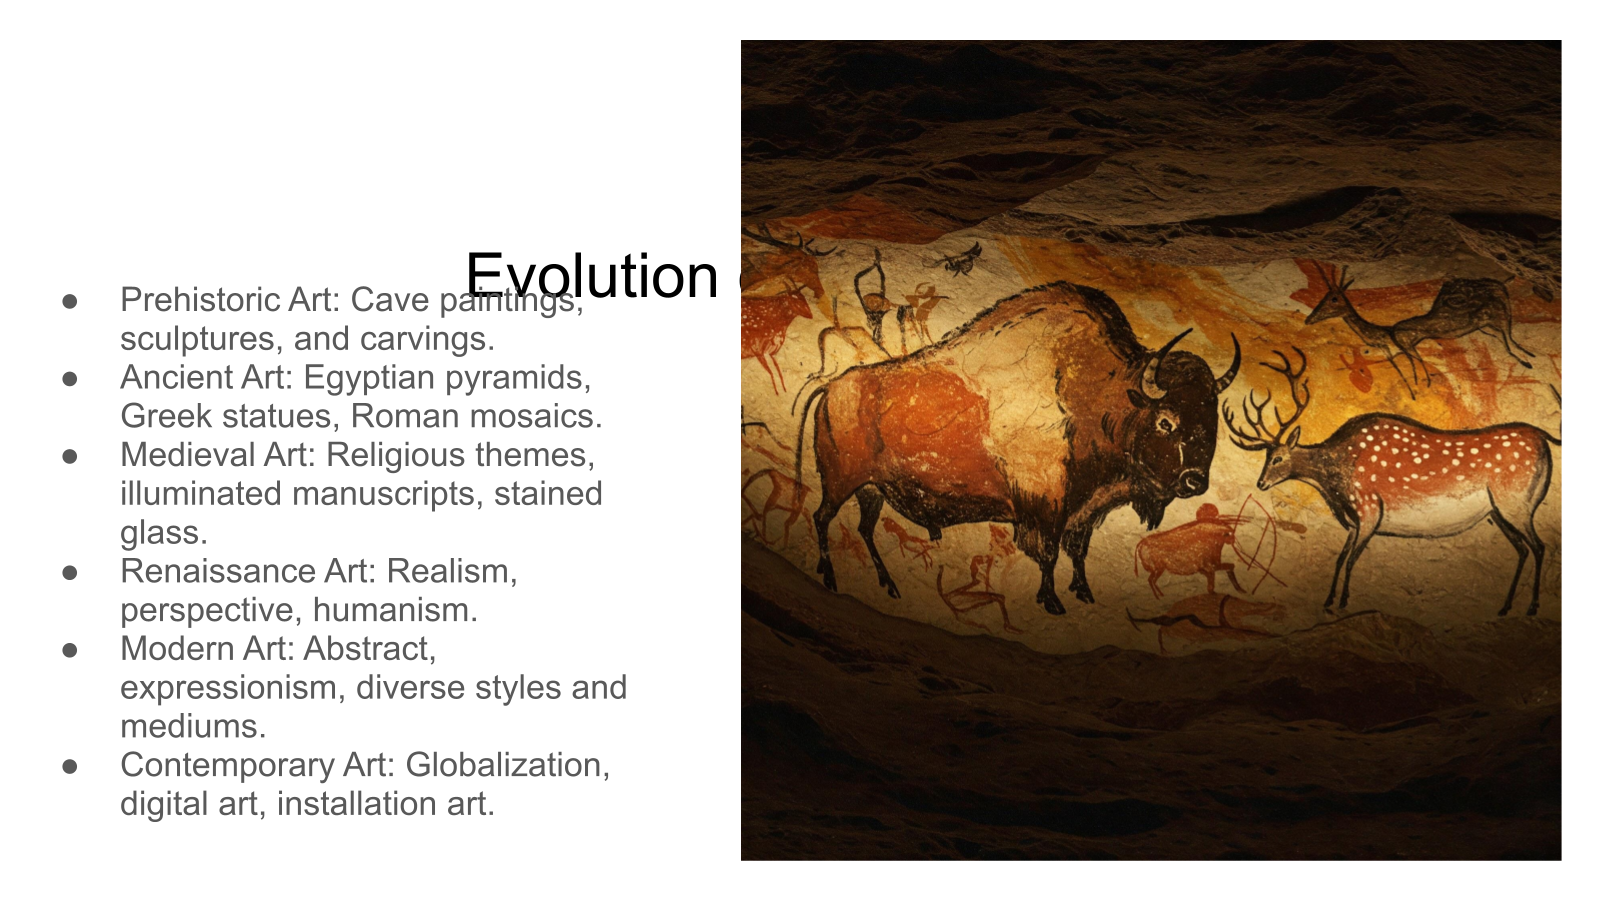 Evolution
● Prehistoric Art: Cave paintings,
sculptures, and carvings.
● Ancient Art: Egyptian pyramids,
Greek statues, Roman mosaics.
● Medieval Art: Religious themes,
illuminated manuscripts, stained
glass.
● Renaissance Art: Realism,
perspective, humanism.
● Modern Art: Abstract,
expressionism, diverse styles and
mediums.
● Contemporary Art: Globalization,
digital art, installation art.